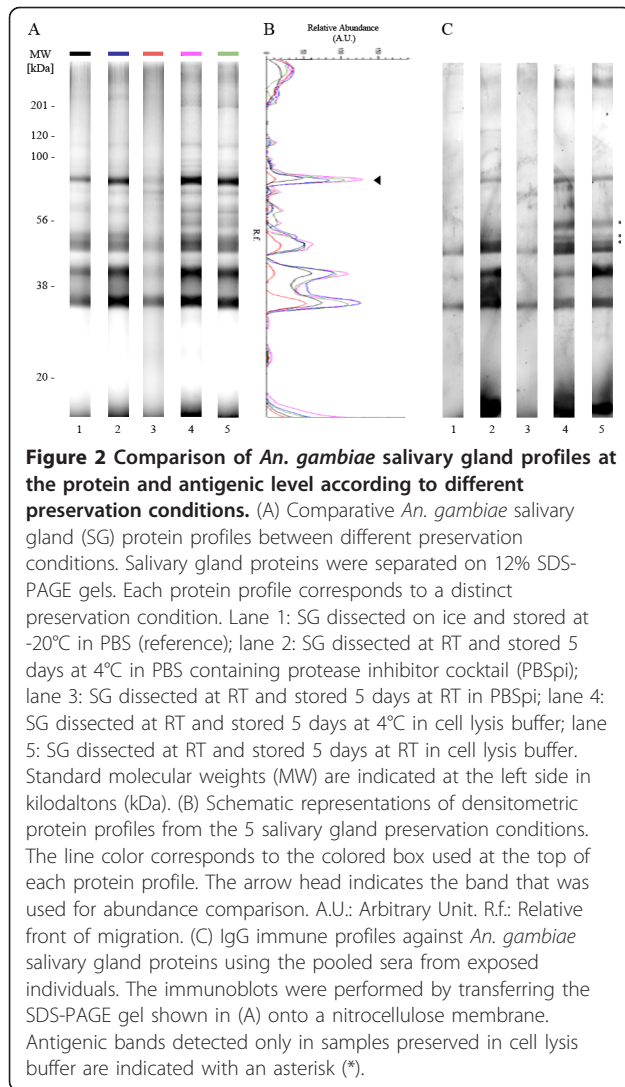 A
B
Relative Abundance
(A.U.)
C
MW
[kDa]
201 -
120 -
100 -
56 -
R.f.
38 -
20 -
*
*
*
1 2 3 4 5
1 2 3 4 5
Figure 2 Comparison of An. gambiae salivary gland profiles at
the protein and antigenic level according to different
preservation conditions. (A) Comparative An. gambiae salivary
gland (SG) protein profiles between different preservation
conditions. Salivary gland proteins were separated on 12% SDS-
PAGE gels. Each protein profile corresponds to a distinct
preservation condition. Lane 1: SG dissected on ice and stored at
-20°C in PBS (reference); lane 2: SG dissected at RT and stored 5
days at 4°C in PBS containing protease inhibitor cocktail (PBSpi);
lane 3: SG dissected at RT and stored 5 days at RT in PBSpi; lane 4:
SG dissected at RT and stored 5 days at 4°C in cell lysis buffer; lane
5: SG dissected at RT and stored 5 days at RT in cell lysis buffer.
Standard molecular weights (MW) are indicated at the left side in
kilodaltons (kDa). (B) Schematic representations of densitometric
protein profiles from the 5 salivary gland preservation conditions.
The line color corresponds to the colored box used at the top of
each protein profile. The arrow head indicates the band that was
used for abundance comparison. A.U.: Arbitrary Unit. R.f.: Relative
front of migration. (C) IgG immune profiles against An. gambiae
salivary gland proteins using the pooled sera from exposed
individuals. The immunoblots were performed by transferring the
SDS-PAGE gel shown in (A) onto a nitrocellulose membrane.
Antigenic bands detected only in samples preserved in cell lysis
buffer are indicated with an asterisk (*).